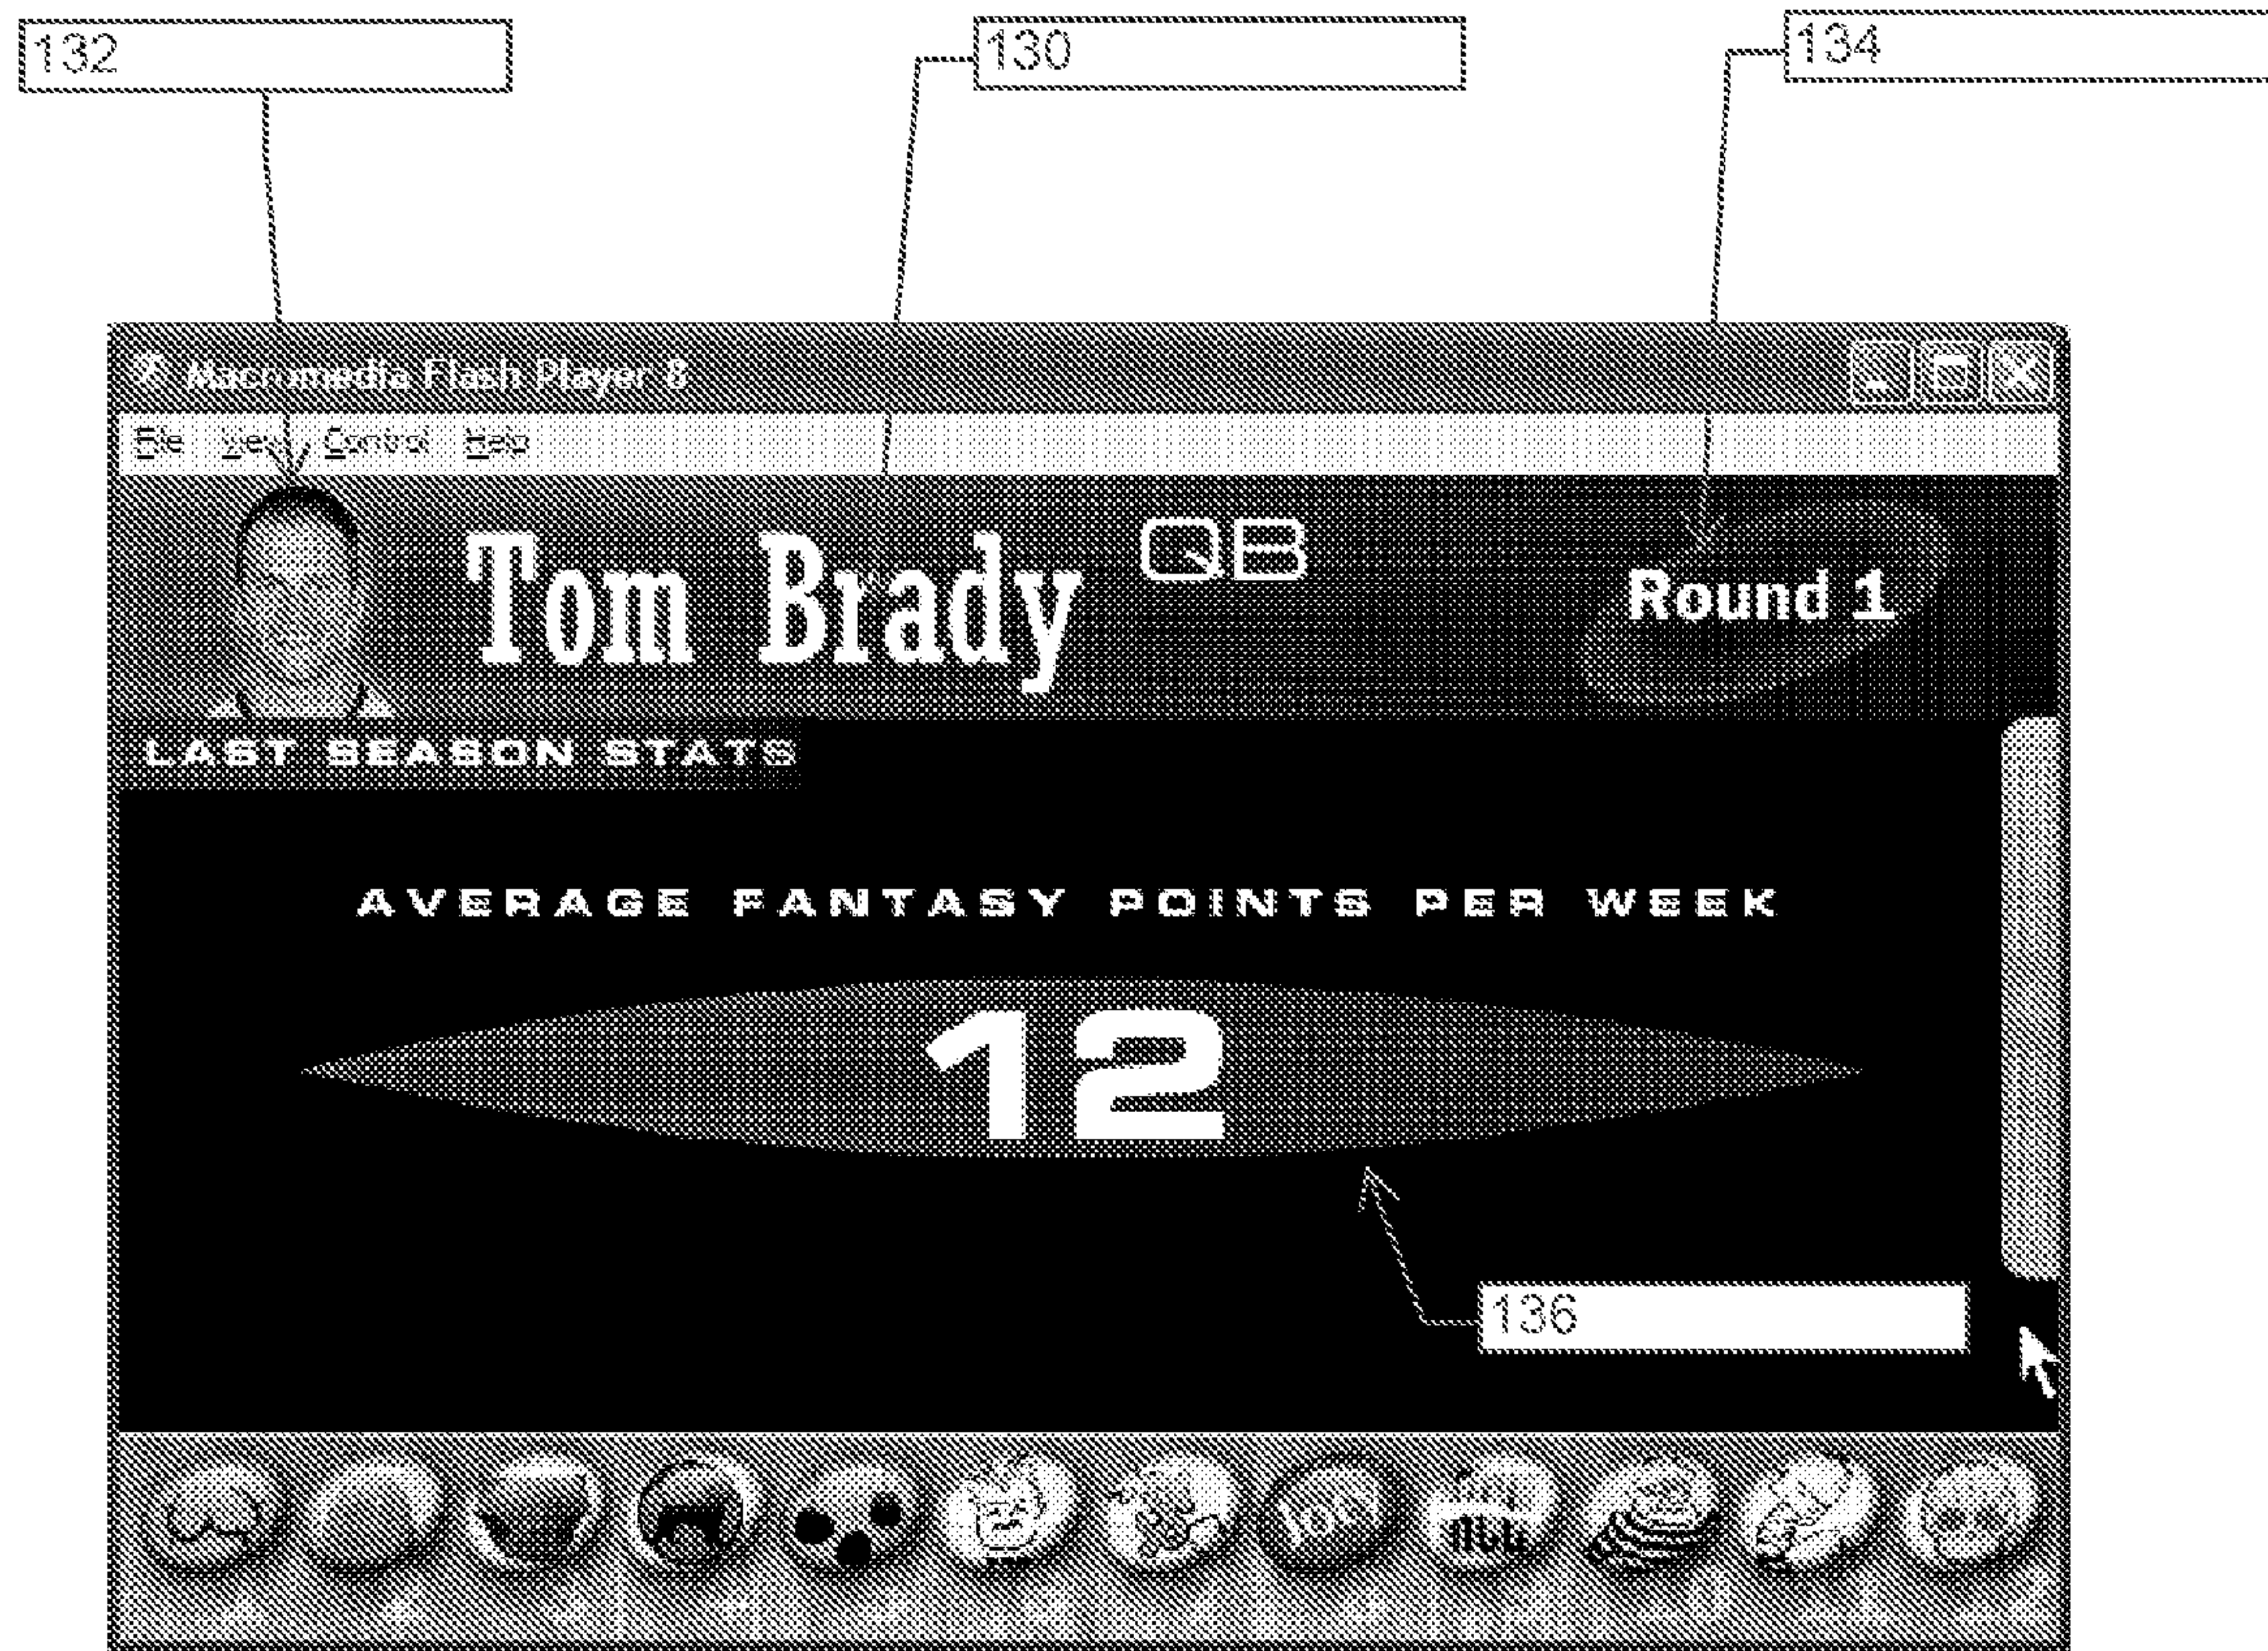 132
130
134
Macromedia Flash Player 8
File View Control Help
Tom Brady QB
Round 1
LAST SEASON STATS
AVERAGE FANTASY POINTS PER WEEK
12
136